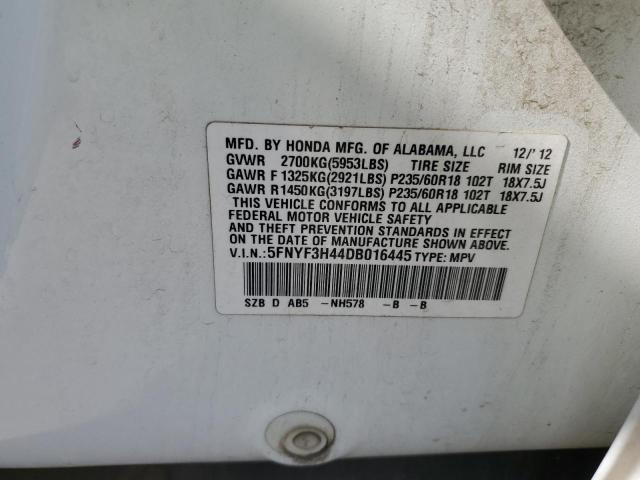 MFD. BY HONDA MFG. OF ALABAMA, LLC 12/'12
GVWR 2700KG(5953LBS) TIRE SIZE RIM SIZE
GAWR F 1325KG(2921LBS) P235/60R18 102T 18X7.5J
GAWR R1450KG(3197LBS) P235/60R18 102T 18X7.5J
THIS VEHICLE CONFORMS TO ALL APPLICABLE
FEDERAL MOTOR VEHICLE SAFETY
AND THEFT PREVENTION STANDARDS IN EFFECT
ON THE DATE OF MANUFACTURE SHOWN ABOVE.
V.I.N.: 5FNYF3H44DB016445 TYPE: MPV
SZB D AB5 -NH578 -B -B